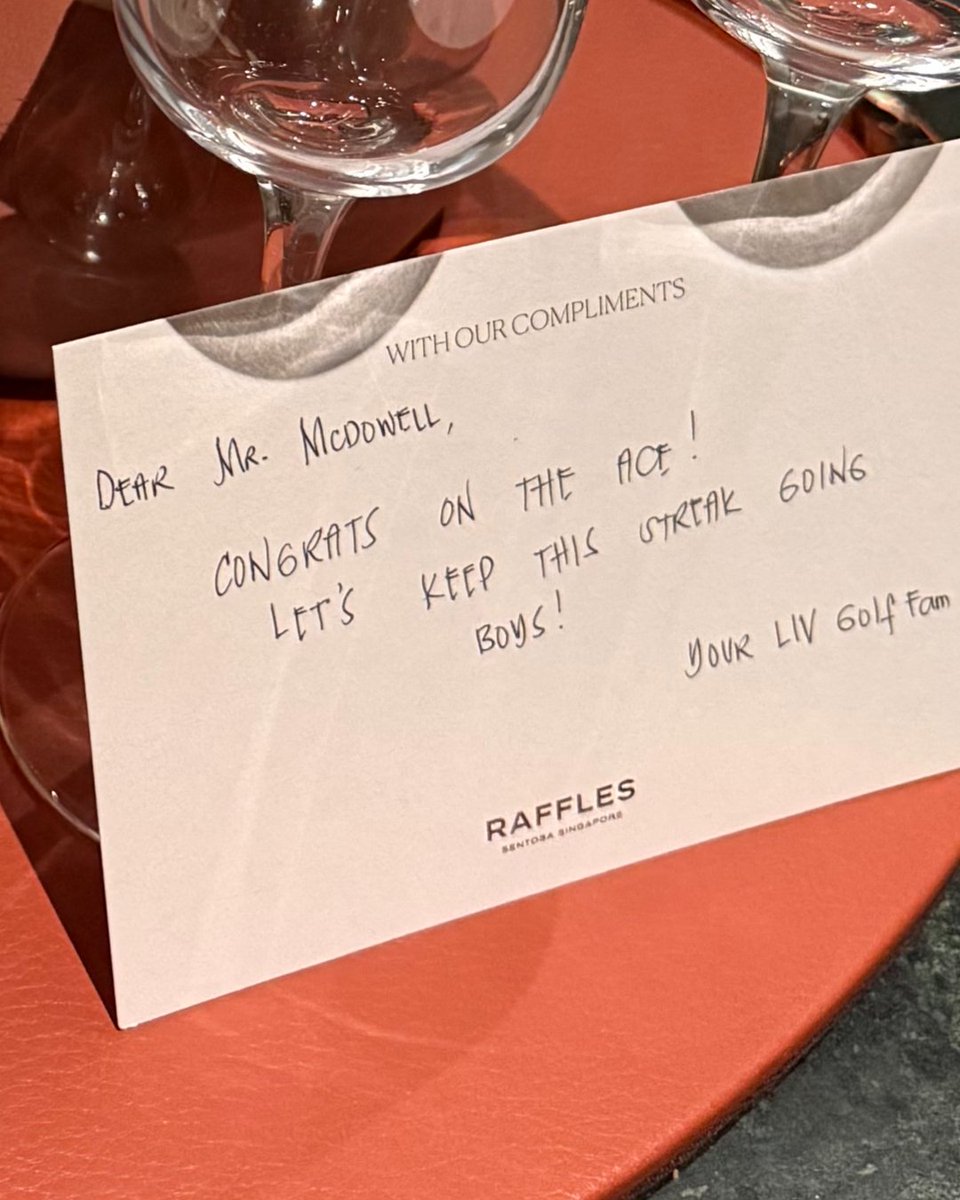 WITH OUR COMPLIMENTS
DEAR MR. MCDOWELL,
CONGRATS ON THE ACE!
LET'S KEEP THIS STREAK GOING
BOYS!
YOUR LIV GOlf Fam
RAFFLES
SENTOSA SINGAPORE